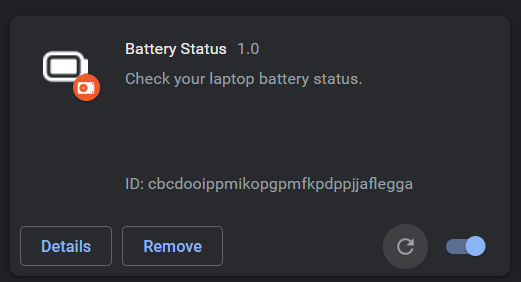 Battery Status 1.0
Check your laptop battery status.
ID: cbcdooippmikopgpmfkpdppjjaflegga
Details Remove